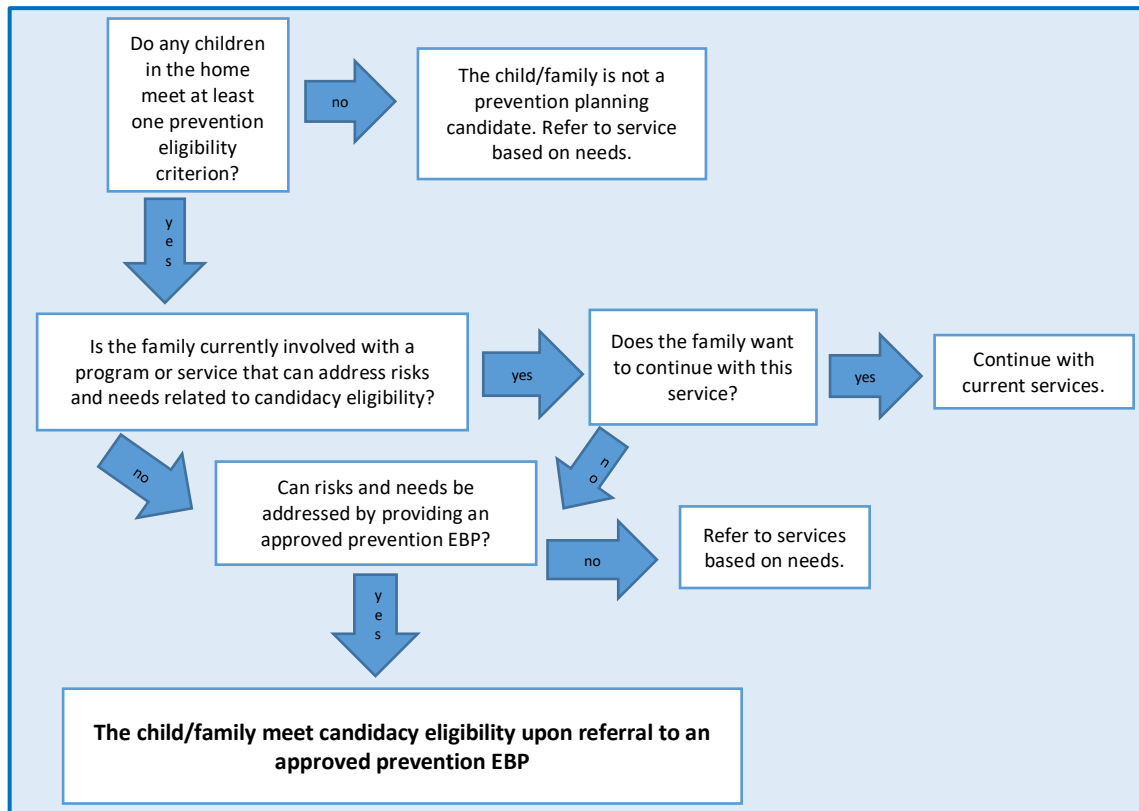 Do any children
in the home
meet at least
one prevention
eligibility
criterion?
no
The child/family is not a
prevention planning
candidate. Refer to service
based on needs.
yes
Is the family currently involved with a
program or service that can address risks
and needs related to candidacy eligibility?
yes
Does the family want
to continue with this
service?
yes
Continue with
current services.
no
no
Can risks and needs be
addressed by providing an
approved prevention EBP?
no
Refer to services
based on needs.
yes
The child/family meet candidacy eligibility upon referral to an
approved prevention EBP